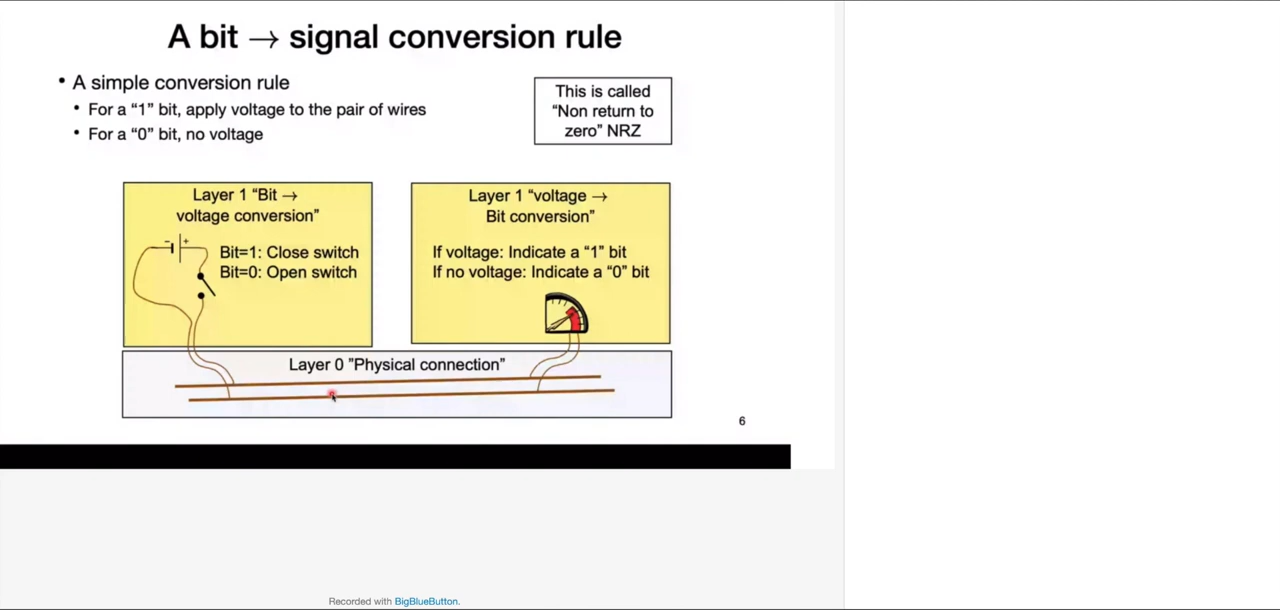 A bit → signal conversion rule
• A simple conversion rule
• For a “1” bit, apply voltage to the pair of wires
• For a “0” bit, no voltage
This is called
“Non return to
zero” NRZ
Layer 1 “Bit →
voltage conversion”
- +
Bit=1: Close switch
Bit=0: Open switch
Layer 1 “voltage →
Bit conversion”
If voltage: Indicate a “1” bit
If no voltage: Indicate a “0” bit
Layer 0 ”Physical connection”
6
Recorded with BigBlueButton.